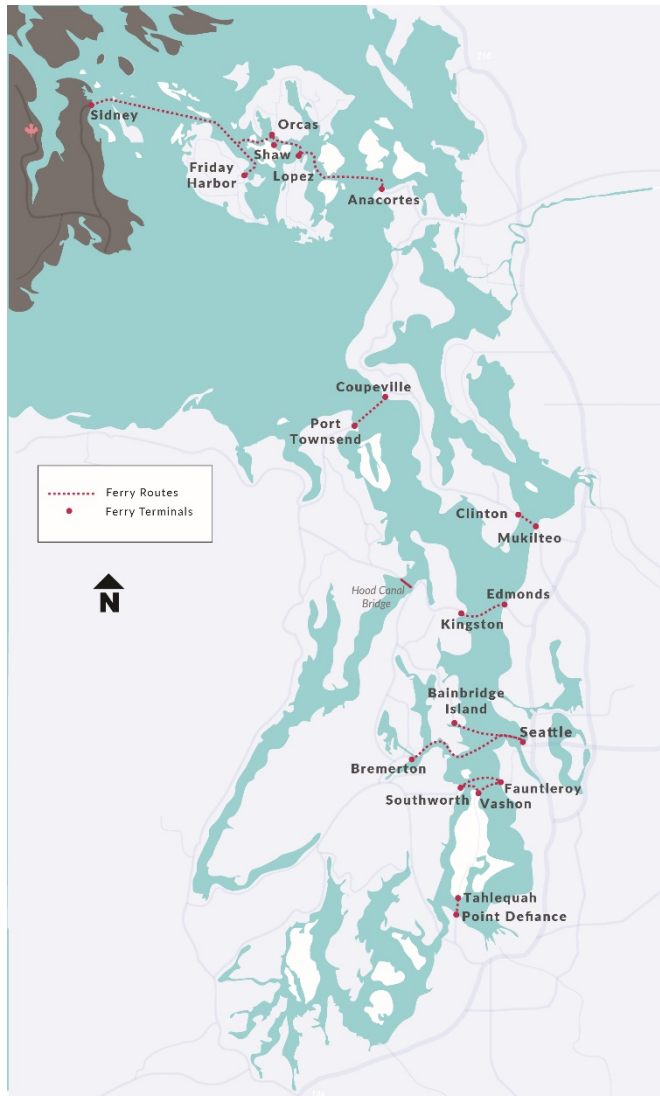 Sidney
Orcas
Shaw
Friday
Harbor
Lopez
Anacortes
Coupeville
Port
Townsend
Ferry Routes
Ferry Terminals
Clinton
Mukilteo
N
Hood Canal
Bridge
Edmonds
Kingston
Bainbridge
Island
Seattle
Bremerton
Fauntleroy
Southworth
Vashon
Tahlequah
Point Defiance